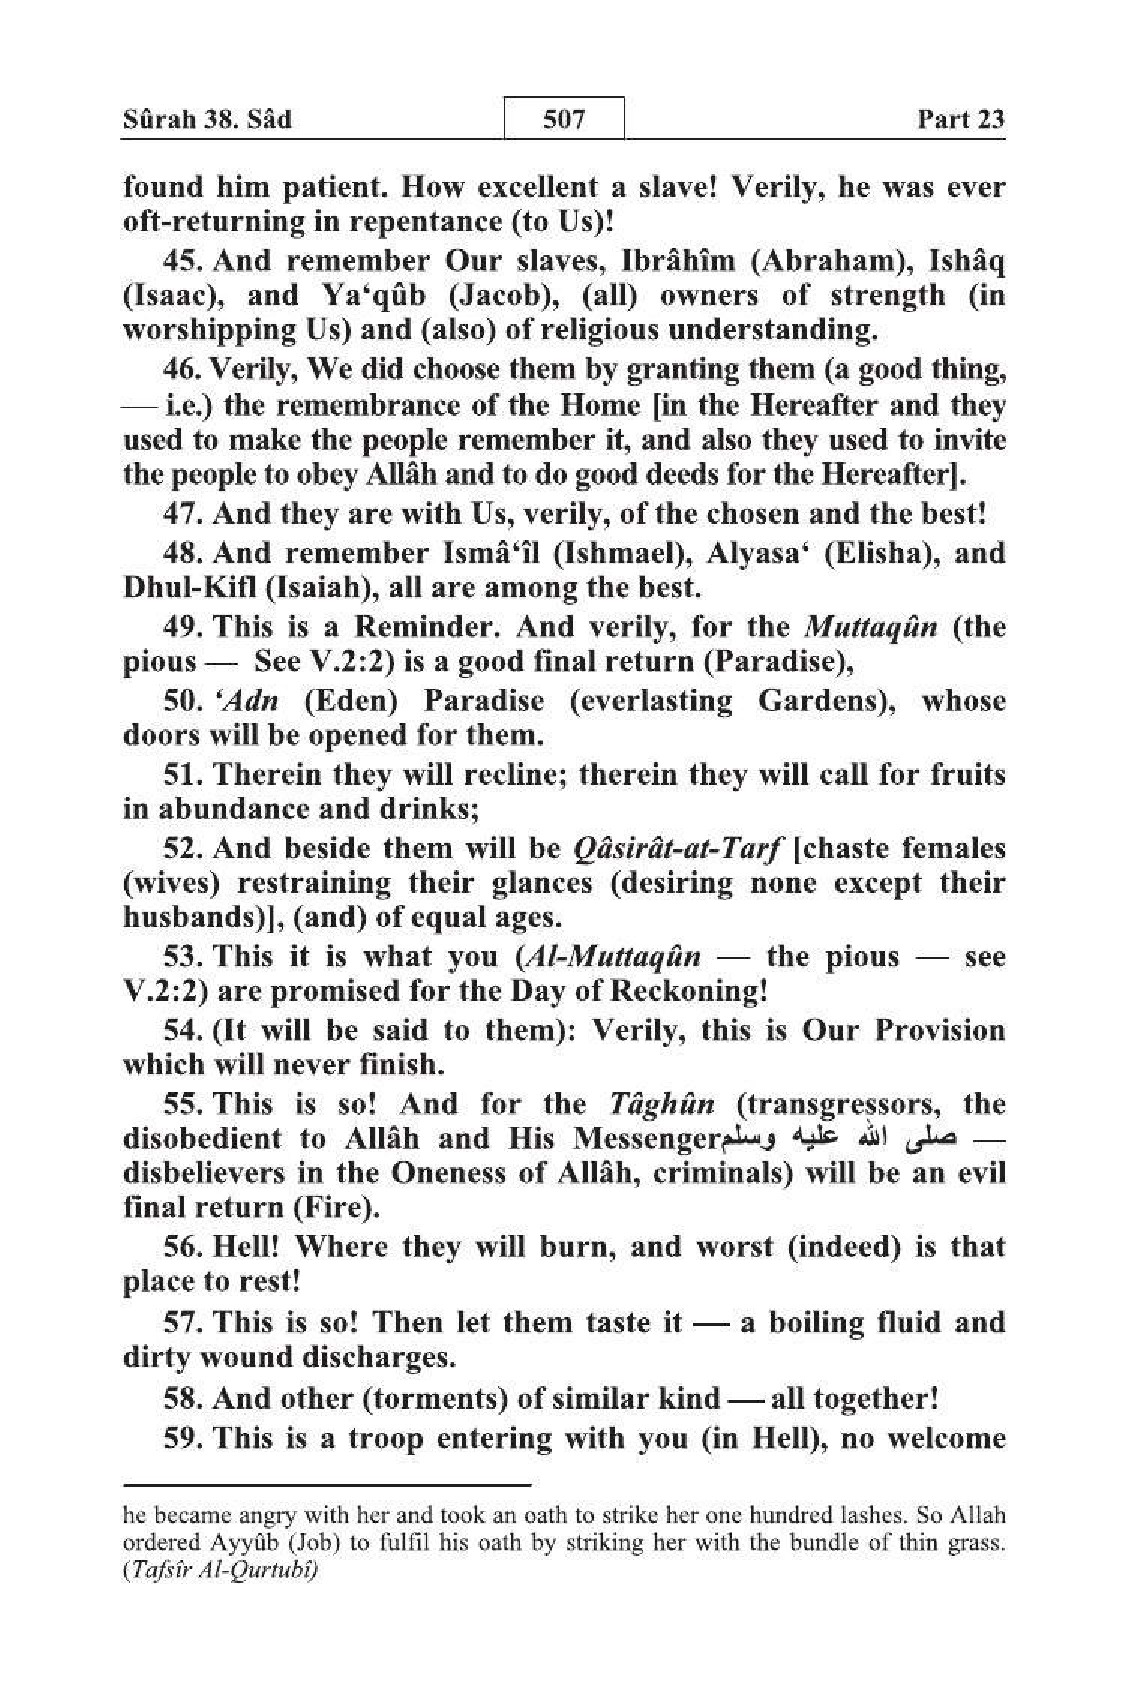 Sûrah 38. Sâd 507 Part 23
found him patient. How excellent a slave! Verily, he was ever
oft-returning in repentance (to Us)!
45. And remember Our slaves, Ibrâhîm (Abraham), Ishâq
(Isaac), and Ya‘qûb (Jacob), (all) owners of strength (in
worshipping Us) and (also) of religious understanding.
46. Verily, We did choose them by granting them (a good thing,
— i.e.) the remembrance of the Home [in the Hereafter and they
used to make the people remember it, and also they used to invite
the people to obey Allâh and to do good deeds for the Hereafter].
47. And they are with Us, verily, of the chosen and the best!
48. And remember Ismâ‘îl (Ishmael), Alyasa‘ (Elisha), and
Dhul-Kifl (Isaiah), all are among the best.
49. This is a Reminder. And verily, for the Muttaqûn (the
pious — See V.2:2) is a good final return (Paradise),
50. ‘Adn (Eden) Paradise (everlasting Gardens), whose
doors will be opened for them.
51. Therein they will recline; therein they will call for fruits
in abundance and drinks;
52. And beside them will be Qâsirât-at-Tarf [chaste females
(wives) restraining their glances (desiring none except their
husbands)], (and) of equal ages.
53. This it is what you (Al-Muttaqûn — the pious — see
V.2:2) are promised for the Day of Reckoning!
54. (It will be said to them): Verily, this is Our Provision
which will never finish.
55. This is so! And for the Tâghûn (transgressors, the
disobedient to Allâh and His Messenger صلى الله عليه وسلم —
disbelievers in the Oneness of Allâh, criminals) will be an evil
final return (Fire).
56. Hell! Where they will burn, and worst (indeed) is that
place to rest!
57. This is so! Then let them taste it — a boiling fluid and
dirty wound discharges.
58. And other (torments) of similar kind — all together!
59. This is a troop entering with you (in Hell), no welcome
he became angry with her and took an oath to strike her one hundred lashes. So Allah
ordered Ayyûb (Job) to fulfil his oath by striking her with the bundle of thin grass.
(Tafsîr Al-Qurtubî)